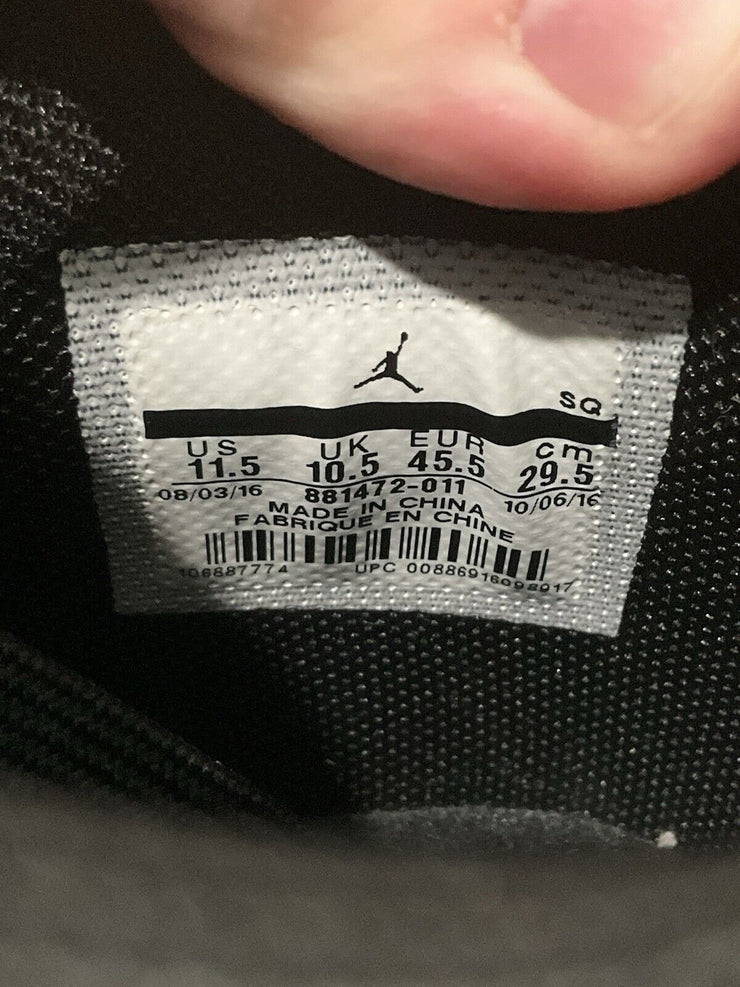 SQ
US UK EUR cm
11.5 10.5 45.5 29.5
08/03/16 881472-011 10/06/16
MADE IN CHINA
FABRIQUE EN CHINE
106887774 UPC 00886916098917